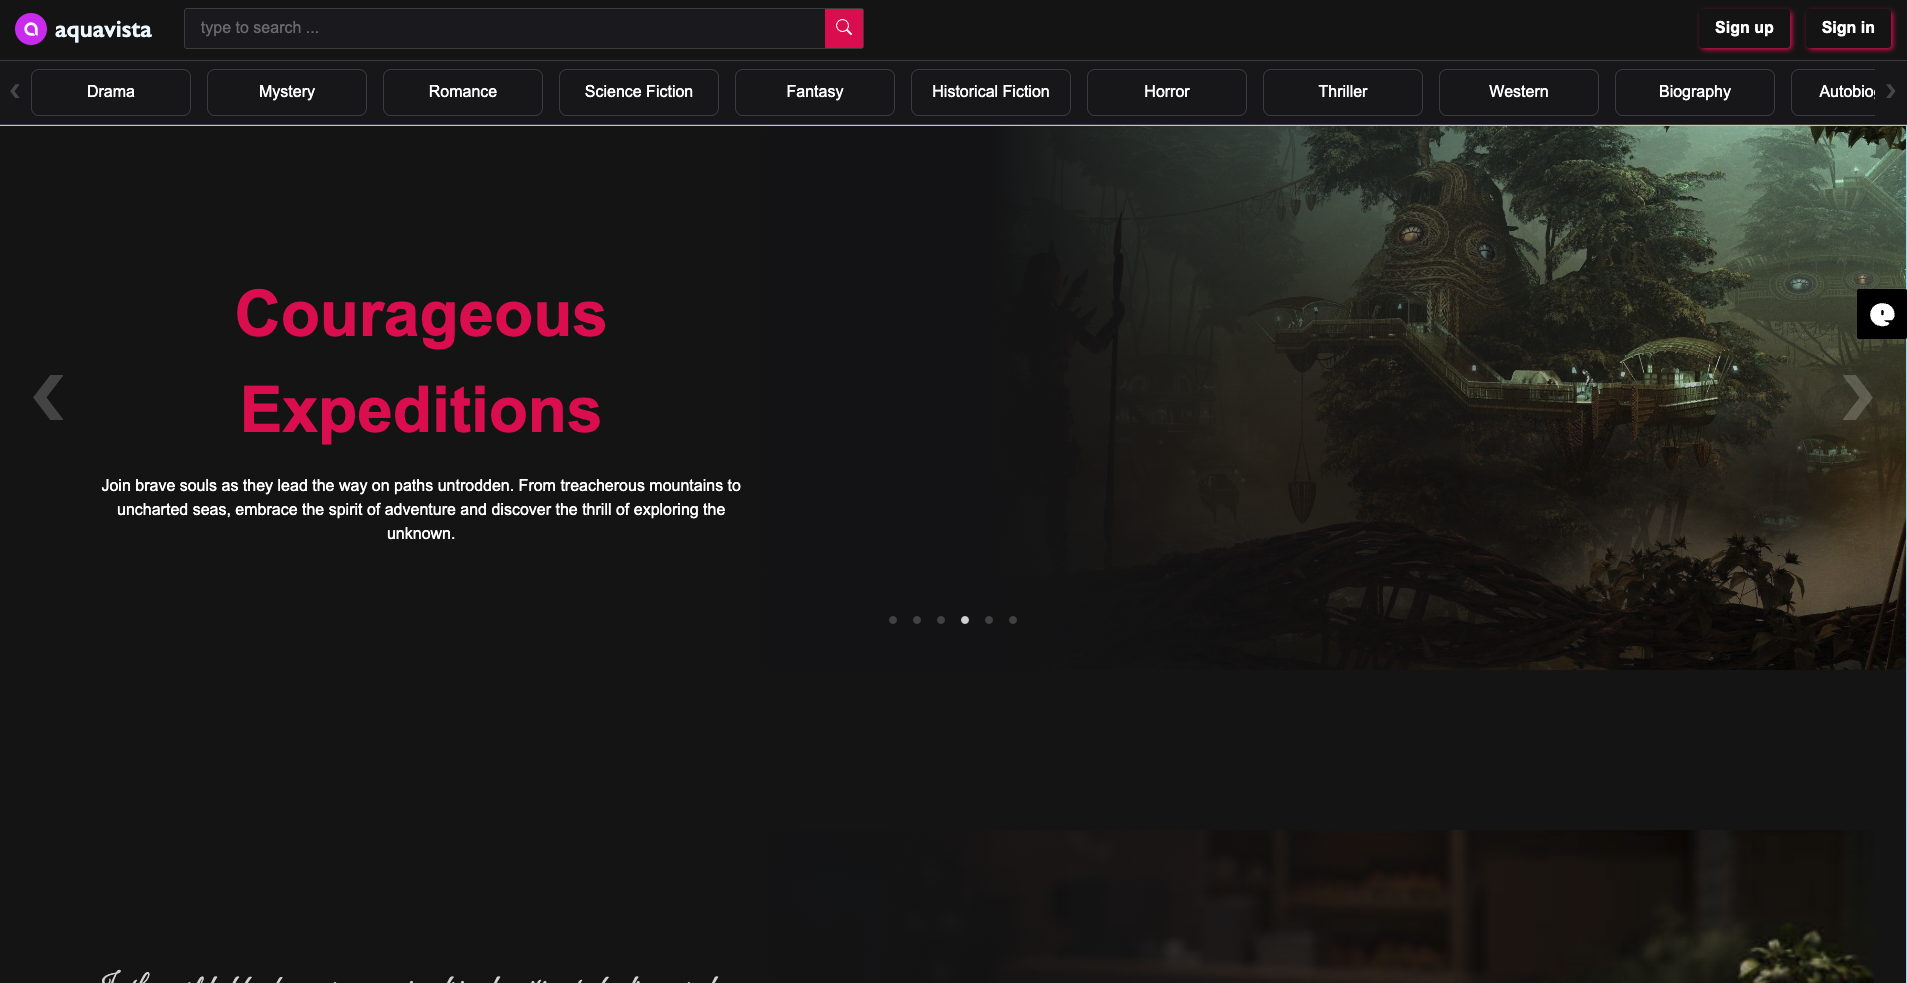 aquavista
type to search ...
Sign up
Sign in
Drama
Mystery
Romance
Science Fiction
Fantasy
Historical Fiction
Horror
Thriller
Western
Biography
Courageous
Expeditions
Join brave souls as they lead the way on paths untrodden. From treacherous mountains to
uncharted seas, embrace the spirit of adventure and discover the thrill of exploring the
unknown.